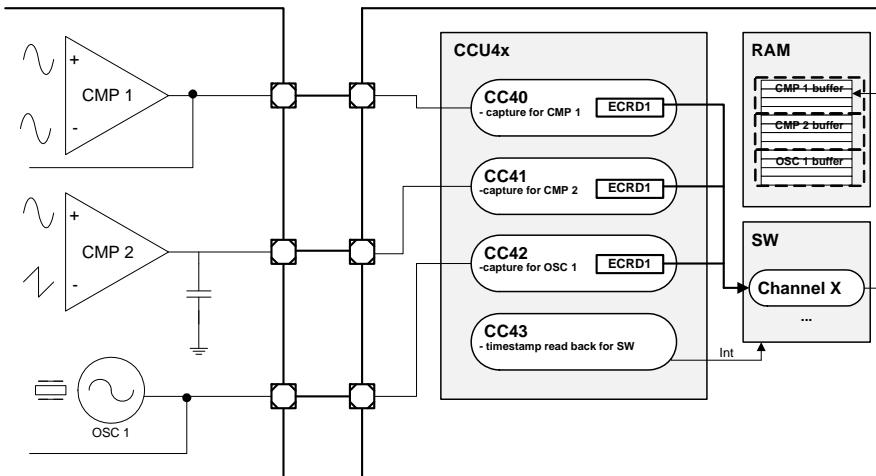 +
CMP 1
-
+
CMP 2
-
OSC 1
CCU4x
CC40
- capture for CMP 1
ECRD1
CC41
-capture for CMP 2
ECRD1
CC42
-capture for OSC 1
ECRD1
CC43
- timestamp read back for SW
Int
RAM
CMP 1 buffer
CMP 2 buffer
OSC 1 buffer
SW
Channel X
...